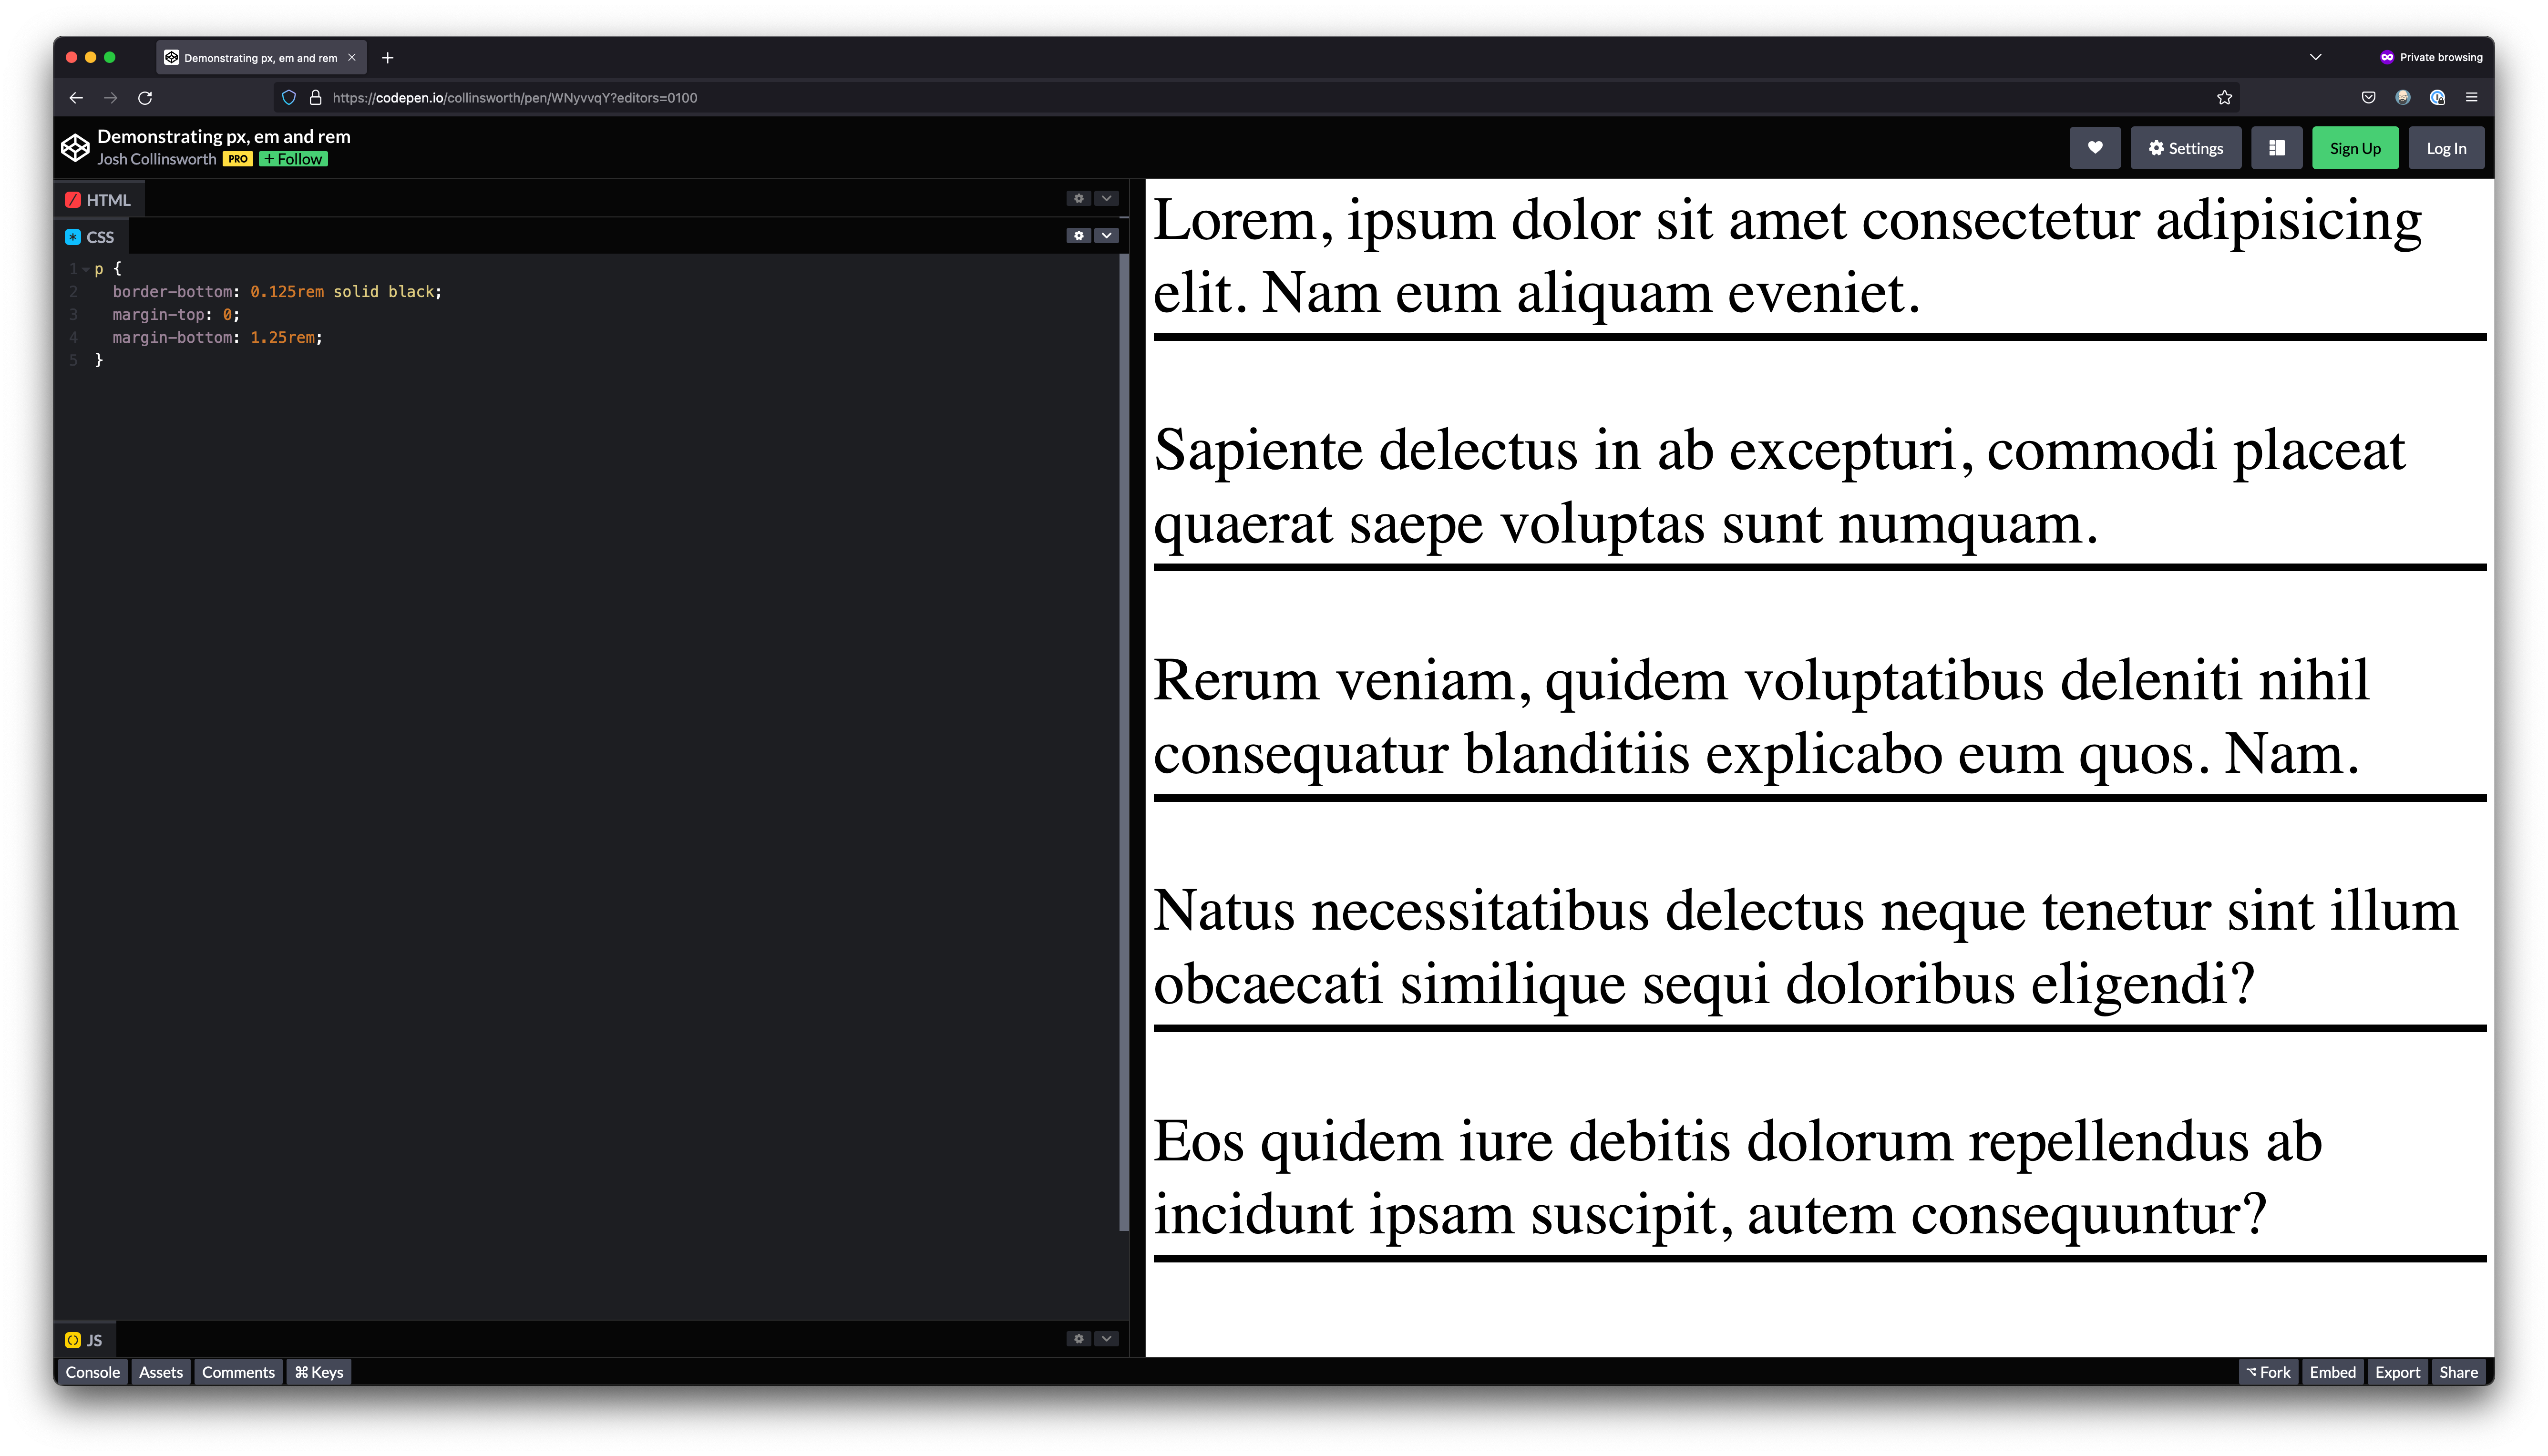 Demonstrating px, em and rem
Private browsing
https://codepen.io/collinsworth/pen/WNyvvqY?editors=0100
Demonstrating px, em and rem
Josh Collinsworth PRO + Follow
Settings
Sign Up
Log In
HTML
CSS
1 p {
2 border-bottom: 0.125rem solid black;
3 margin-top: 0;
4 margin-bottom: 1.25rem;
5 }
JS
Lorem, ipsum dolor sit amet consectetur adipisicing
elit. Nam eum aliquam eveniet.
Sapiente delectus in ab excepturi, commodi placeat
quaerat saepe voluptas sunt numquam.
Rerum veniam, quidem voluptatibus deleniti nihil
consequatur blanditiis explicabo eum quos. Nam.
Natus necessitatibus delectus neque tenetur sint illum
obcaecati similique sequi doloribus eligendi?
Eos quidem iure debitis dolorum repellendus ab
incidunt ipsam suscipit, autem consequuntur?
Console Assets Comments ⌘ Keys
⌥ Fork Embed Export Share